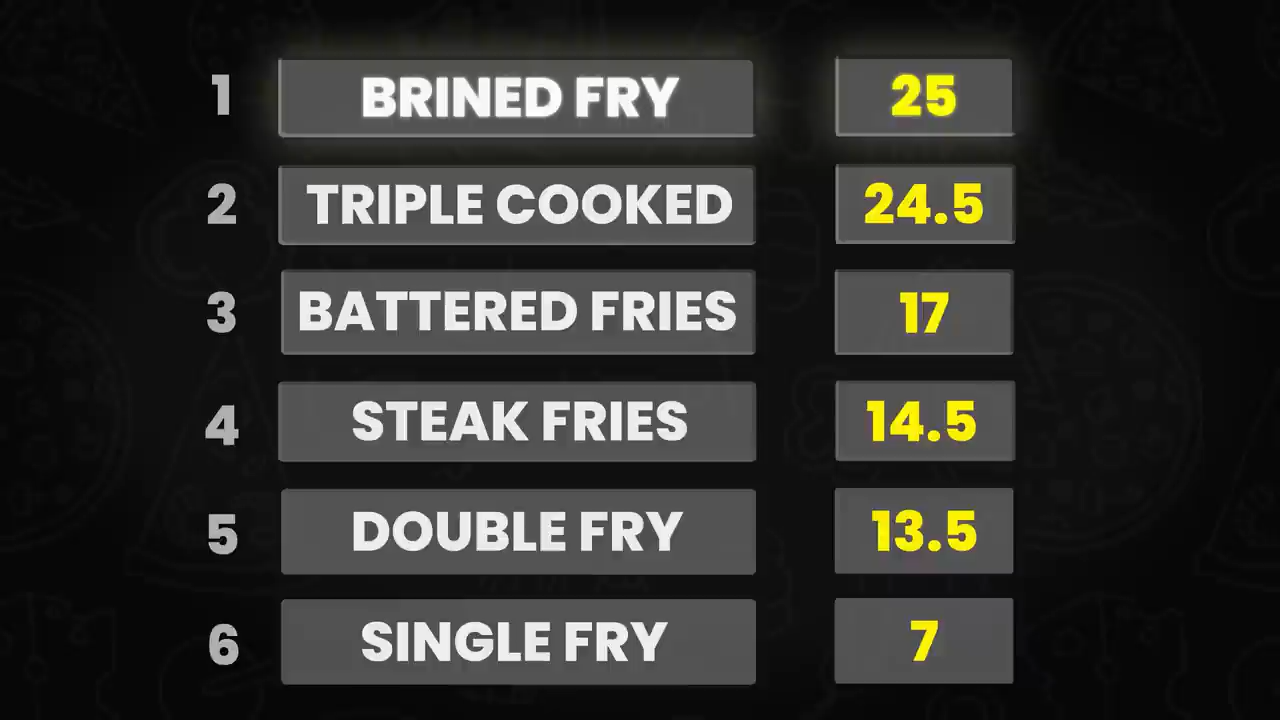 1 BRINED FRY 25
2 TRIPLE COOKED 24.5
3 BATTERED FRIES 17
4 STEAK FRIES 14.5
5 DOUBLE FRY 13.5
6 SINGLE FRY 7